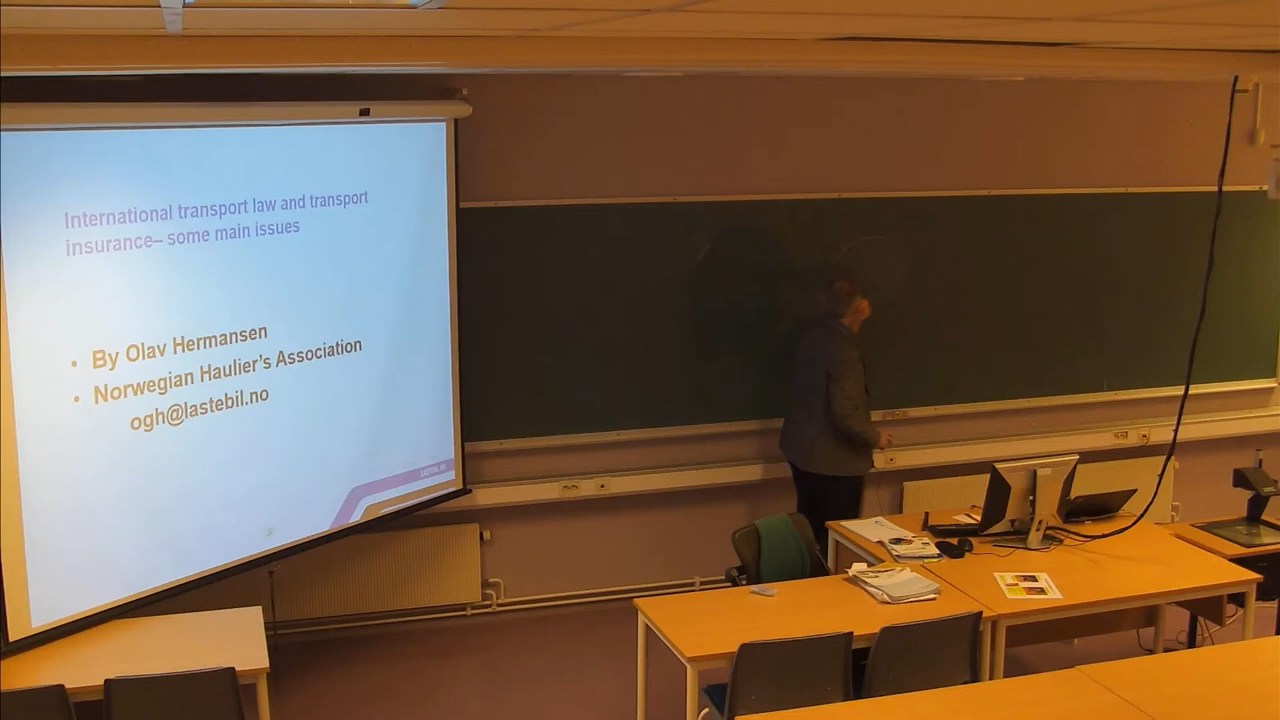 International transport law and transport
insurance– some main issues
• By Olav Hermansen
• Norwegian Haulier's Association
ogh@lastebil.no